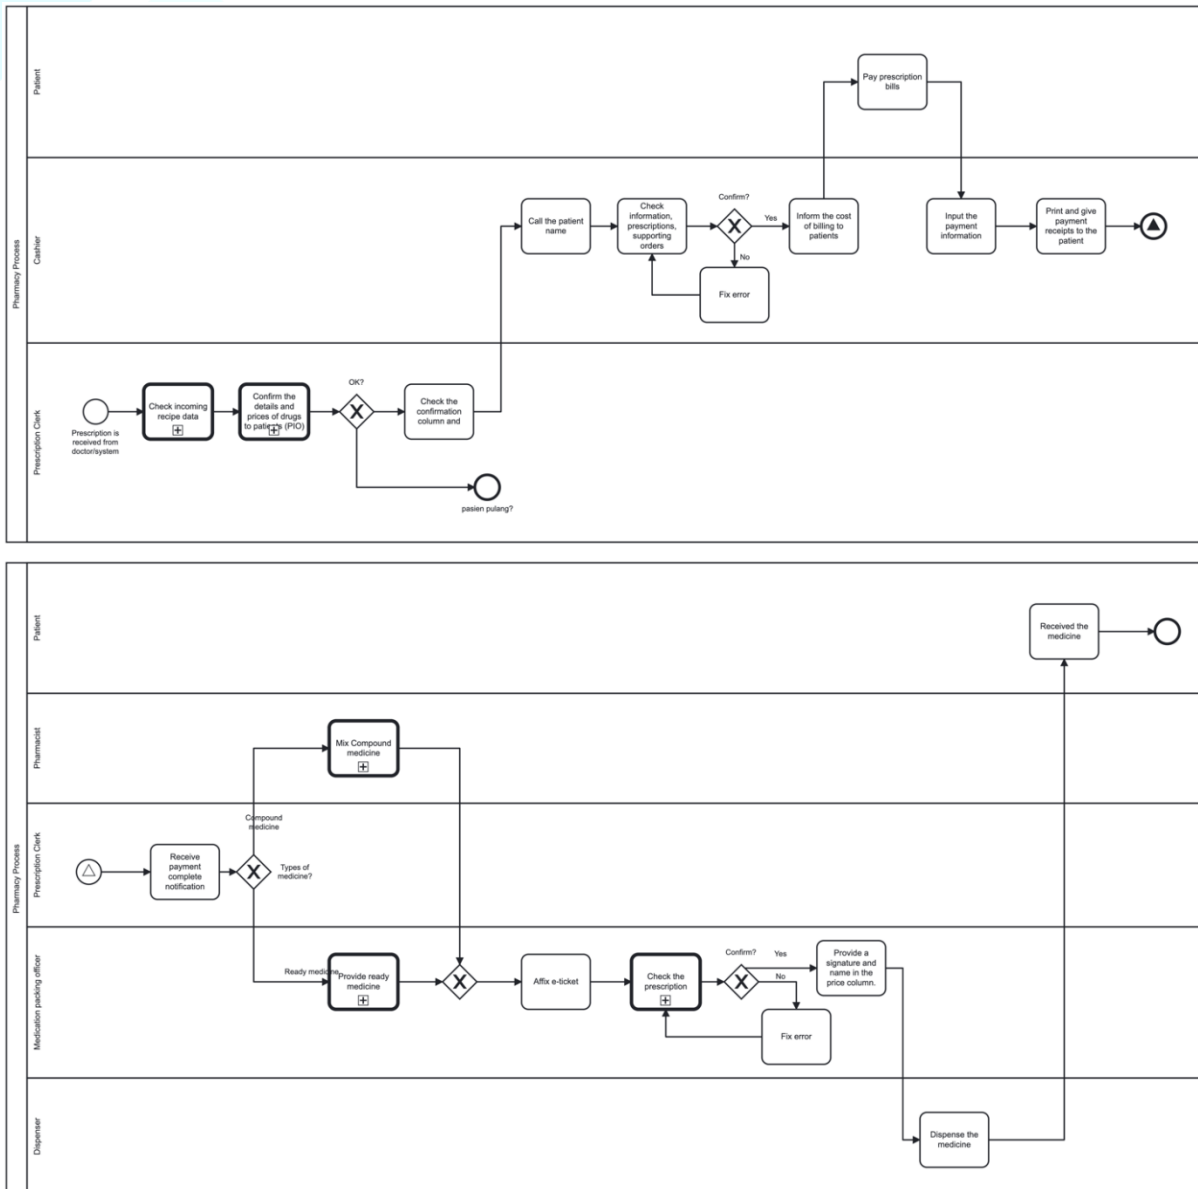 Pharmacy Process
Patient
Pay prescription
bills
Cashier
Call the patient
name
Check
information,
prescriptions,
supporting
orders
Confirm?
Yes
No
Fix error
Inform the cost
of billing to
patients
Input the
payment
information
Print and give
payment
receipts to the
patient
Prescription Clerk
Prescription is
received from
doctor/system
Check incoming
recipe data
Confirm the
details and
prices of drugs
to patients (PIO)
OK?
Check the
confirmation
column and
pasien pulang?
Pharmacy Process
Patient
Received the
medicine
Pharmacist
Mix Compound
medicine
Prescription Clerk
Compound
medicine
Receive
payment
complete
notification
Types of
medicine?
Medication packing officer
Ready medicine
Provide ready
medicine
Affix e-ticket
Check the
prescription
Confirm?
Yes
No
Provide a
signature and
name in the
price column.
Fix error
Dispenser
Dispense the
medicine